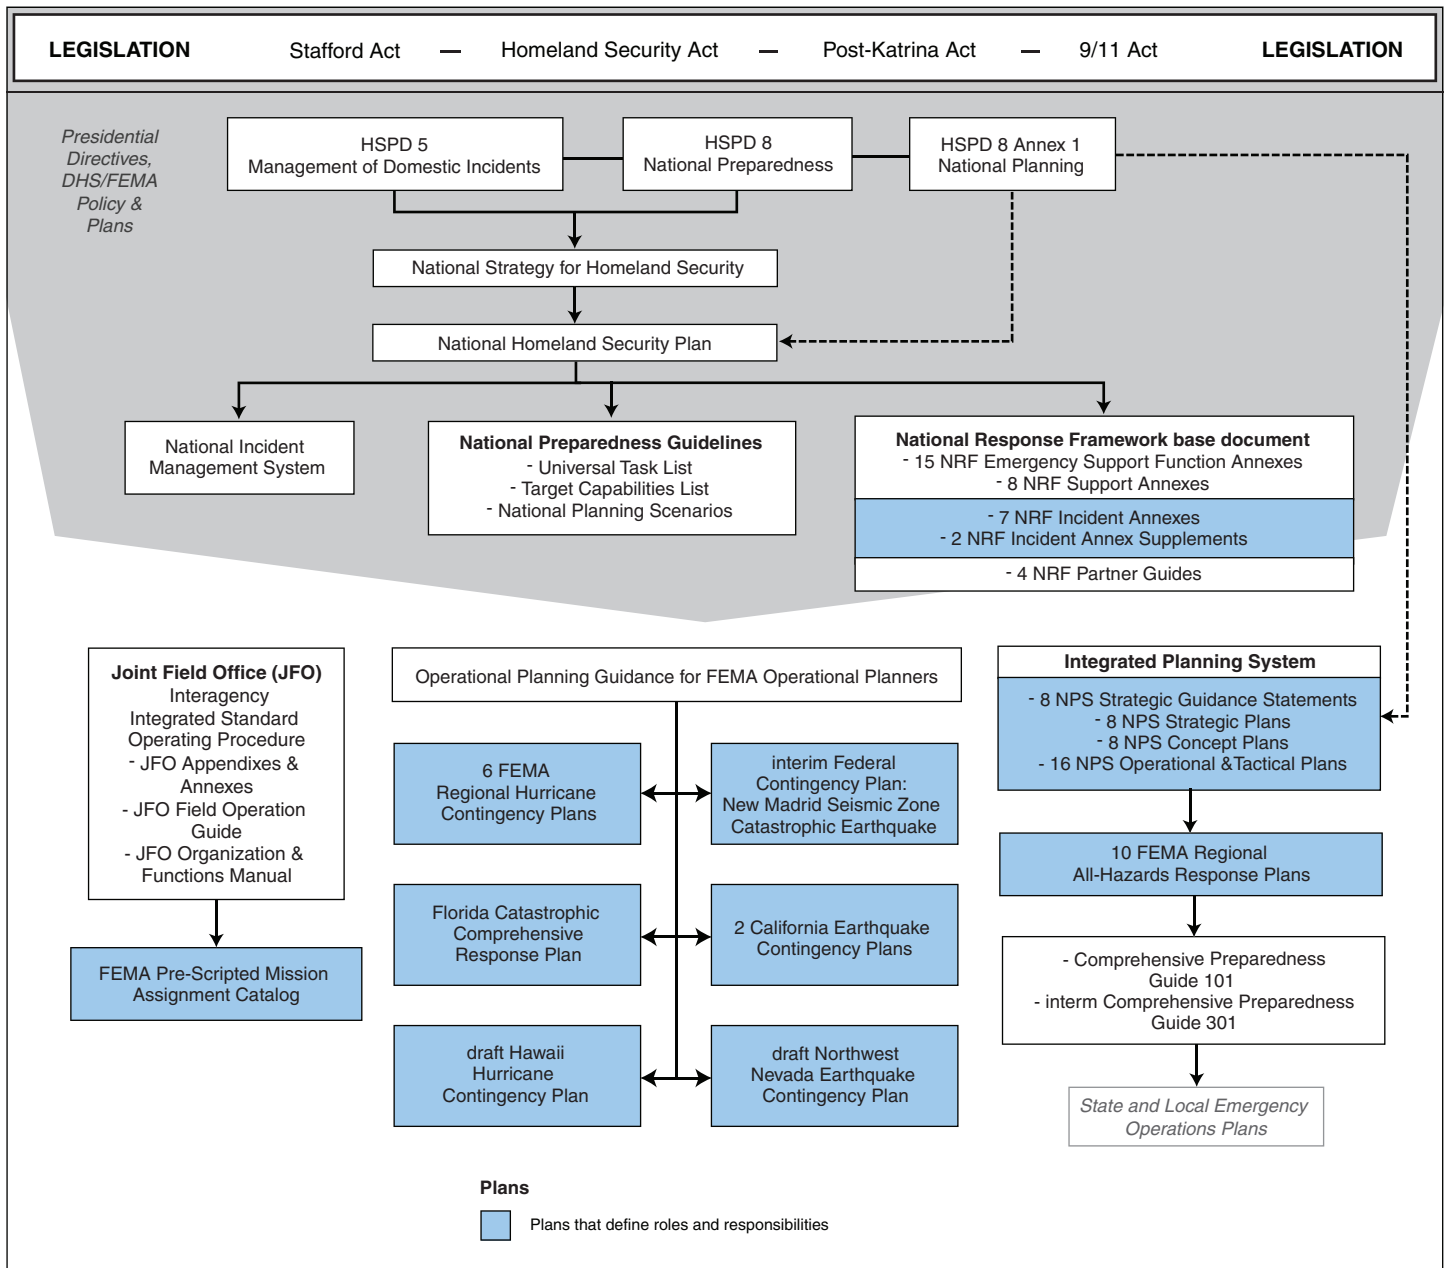 LEGISLATION Stafford Act — Homeland Security Act — Post-Katrina Act — 9/11 Act LEGISLATION
Presidential
Directives,
DHS/FEMA
Policy &
Plans
HSPD 5
Management of Domestic Incidents
HSPD 8
National Preparedness
HSPD 8 Annex 1
National Planning
National Strategy for Homeland Security
National Homeland Security Plan
National Incident
Management System
National Preparedness Guidelines
- Universal Task List
- Target Capabilities List
- National Planning Scenarios
National Response Framework base document
- 15 NRF Emergency Support Function Annexes
- 8 NRF Support Annexes
- 7 NRF Incident Annexes
- 2 NRF Incident Annex Supplements
- 4 NRF Partner Guides
Joint Field Office (JFO)
Interagency
Integrated Standard
Operating Procedure
- JFO Appendixes &
Annexes
- JFO Field Operation
Guide
- JFO Organization &
Functions Manual
FEMA Pre-Scripted Mission
Assignment Catalog
Operational Planning Guidance for FEMA Operational Planners
6 FEMA
Regional Hurricane
Contingency Plans
interim Federal
Contingency Plan:
New Madrid Seismic Zone
Catastrophic Earthquake
Florida Catastrophic
Comprehensive
Response Plan
2 California Earthquake
Contingency Plans
draft Hawaii
Hurricane
Contingency Plan
draft Northwest
Nevada Earthquake
Contingency Plan
Integrated Planning System
- 8 NPS Strategic Guidance Statements
- 8 NPS Strategic Plans
- 8 NPS Concept Plans
- 16 NPS Operational &Tactical Plans
10 FEMA Regional
All-Hazards Response Plans
- Comprehensive Preparedness
Guide 101
- interm Comprehensive Preparedness
Guide 301
State and Local Emergency
Operations Plans
Plans
Plans that define roles and responsibilities